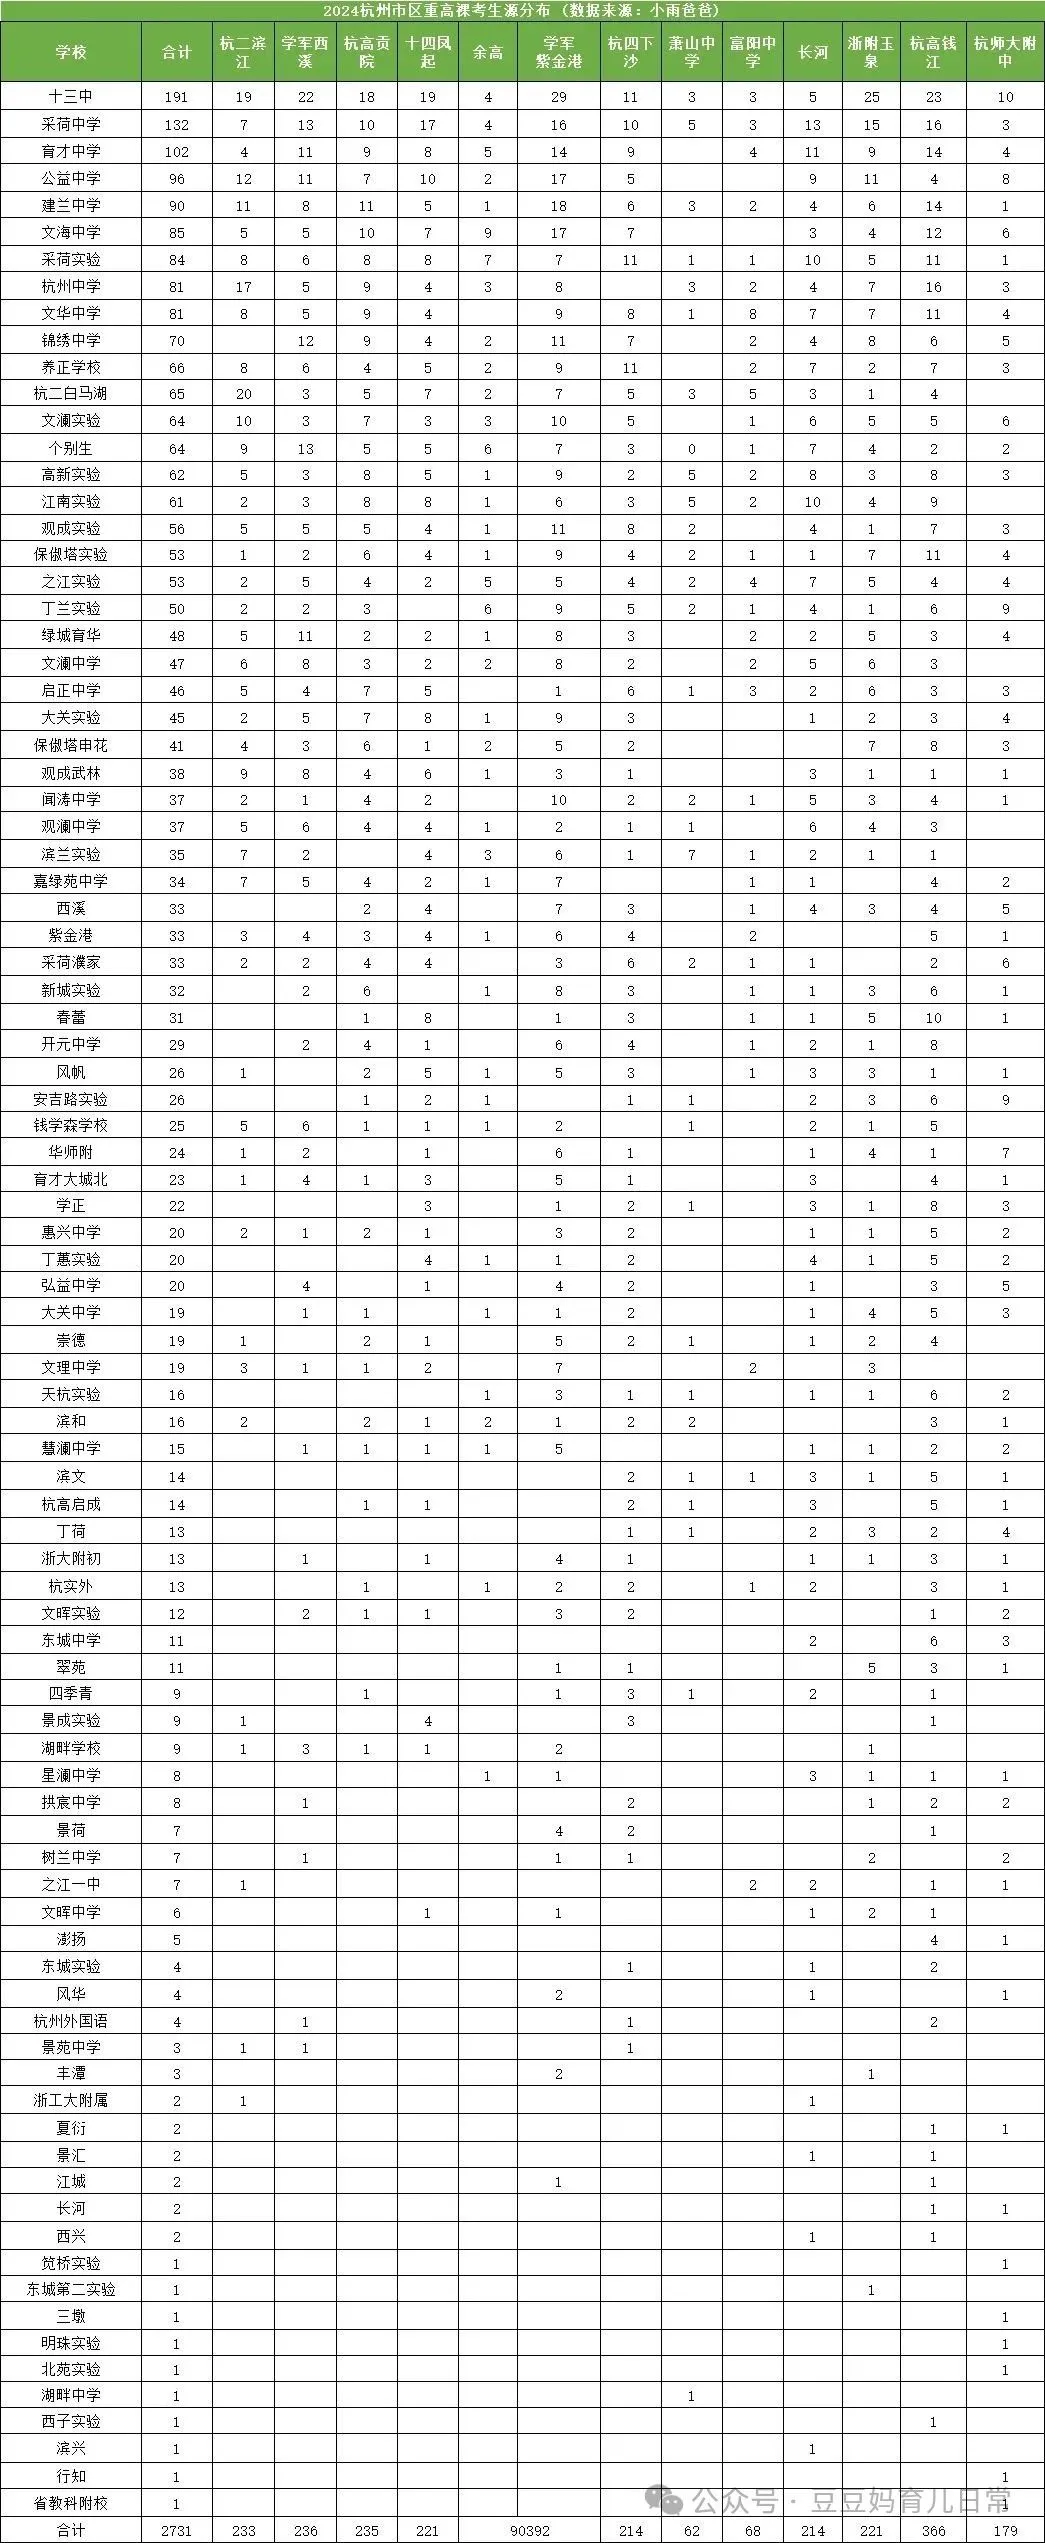 2024杭州市区重高裸考生源分布 (数据来源：小雨爸爸)
学校 合计 杭二滨江 学军西溪 杭高贡院 十四凤起 余高 学军紫金港 杭四下沙 萧山中学 富阳中学 长河 浙附玉泉 杭高钱江 杭师大附中
十三中 191 19 22 18 19 4 29 11 3 3 5 25 23 10
采荷中学 132 7 13 10 17 4 16 10 5 3 13 15 16 3
育才中学 102 4 11 9 8 5 14 9 4 11 9 14 4
公益中学 96 12 11 7 10 2 17 5 9 11 4 8
建兰中学 90 11 8 11 5 1 18 6 3 2 4 6 14 1
文海中学 85 5 5 10 7 9 17 7 3 4 12 6
采荷实验 84 8 6 8 8 7 7 11 1 1 10 5 11 1
杭州中学 81 17 5 9 4 3 8 3 2 4 7 16 3
文华中学 81 8 5 9 4 9 8 1 8 7 7 11 4
锦绣中学 70 12 9 4 2 11 7 2 4 8 6 5
养正学校 66 8 6 4 5 2 9 11 2 7 2 7 3
杭二白马湖 65 20 3 5 7 2 7 5 3 5 3 1 4
文澜实验 64 10 3 7 3 3 10 5 1 6 5 5 6
个别生 64 9 13 5 5 6 7 3 0 1 7 4 2 2
高新实验 62 5 3 8 5 1 9 2 5 2 8 3 8 3
江南实验 61 2 3 8 8 1 6 3 5 2 10 4 9
观成实验 56 5 5 5 4 1 11 8 2 4 1 7 3
保俶塔实验 53 1 2 6 4 1 9 4 2 1 1 7 11 4
之江实验 53 2 5 4 2 5 5 4 2 4 7 5 4 4
丁兰实验 50 2 2 3 6 9 5 2 1 4 1 6 9
绿城育华 48 5 11 2 2 1 8 3 2 2 5 3 4
文澜中学 47 6 8 3 2 2 8 2 2 5 6 3
启正中学 46 5 4 7 5 1 6 1 3 2 6 3 3
大关实验 45 2 5 7 8 1 9 3 1 2 3 4
保俶塔申花 41 4 3 6 1 2 5 2 7 8 3
观成武林 38 9 8 4 6 1 3 1 3 1 1 1
闻涛中学 37 2 1 4 2 10 2 2 1 5 3 4 1
观澜中学 37 5 6 4 4 1 2 1 1 6 4 3
滨兰实验 35 7 2 4 3 6 1 7 1 2 1 1
嘉绿苑中学 34 7 5 4 2 1 7 1 1 4 2
西溪 33 2 4 7 3 1 4 3 4 5
紫金港 33 3 4 3 4 1 6 4 2 5 1
采荷濮家 33 2 2 4 4 3 6 2 1 1 2 6
新城实验 32 2 6 1 8 3 1 1 3 6 1
春蕾 31 1 8 1 3 1 1 5 10 1
开元中学 29 2 4 1 6 4 1 2 1 8
风帆 26 1 2 5 1 5 3 1 3 3 1 1
安吉路实验 26 1 2 1 1 1 2 3 6 9
钱学森学校 25 5 6 1 1 1 2 1 2 1 5
华师附 24 1 2 1 6 1 1 4 1 7
育才大城北 23 1 4 1 3 5 1 3 4 1
学正 22 3 1 2 1 3 1 8 3
惠兴中学 20 2 1 2 1 3 2 1 1 5 2
丁蕙实验 20 4 1 1 2 4 1 5 2
弘益中学 20 4 1 4 2 1 3 5
大关中学 19 1 1 1 1 2 1 4 5 3
崇德 19 1 2 1 5 2 1 1 2 4
文理中学 19 3 1 1 2 7 2 3
天杭实验 16 1 3 1 1 1 1 6 2
滨和 16 2 2 1 2 1 2 2 3 1
慧澜中学 15 1 1 1 1 5 1 1 2 2
滨文 14 2 1 1 3 1 5 1
杭高启成 14 1 1 2 1 3 5 1
丁荷 13 1 1 2 3 2 4
浙大附初 13 1 1 4 1 1 1 3 1
杭实外 13 1 1 2 2 1 2 3 1
文晖实验 12 2 1 1 3 2 1 2
东城中学 11 2 6 3
翠苑 11 1 1 5 3 1
四季青 9 1 1 3 1 2 1
景成实验 9 1 4 3 1
湖畔学校 9 1 3 1 1 2 1
星澜中学 8 1 1 3 1 1 1
拱宸中学 8 1 2 1 2 2
景荷 7 4 2 1
树兰中学 7 1 1 1 2 2
之江一中 7 1 2 2 1 1
文晖中学 6 1 1 1 2 1
澎扬 5 4 1
东城实验 4 1 1 2
风华 4 2 1 1
杭州外国语 4 1 1 2
景苑中学 3 1 1 1
丰潭 3 2 1
浙工大附属 2 1 1
夏衍 2 1 1
景汇 2 1 1
江城 2 1 1
长河 2 1 1
西兴 2 1 1
笕桥实验 1 1
东城第二实验 1 1
三墩 1 1
明珠实验 1 1
北苑实验 1 1
湖畔中学 1 1
西子实验 1 1
滨兴 1 1
行知 1 1
省教科附校 1 1
公众号 · 豆豆妈育儿日常
合计 2731 233 236 235 221 90392 214 62 68 214 221 366 179